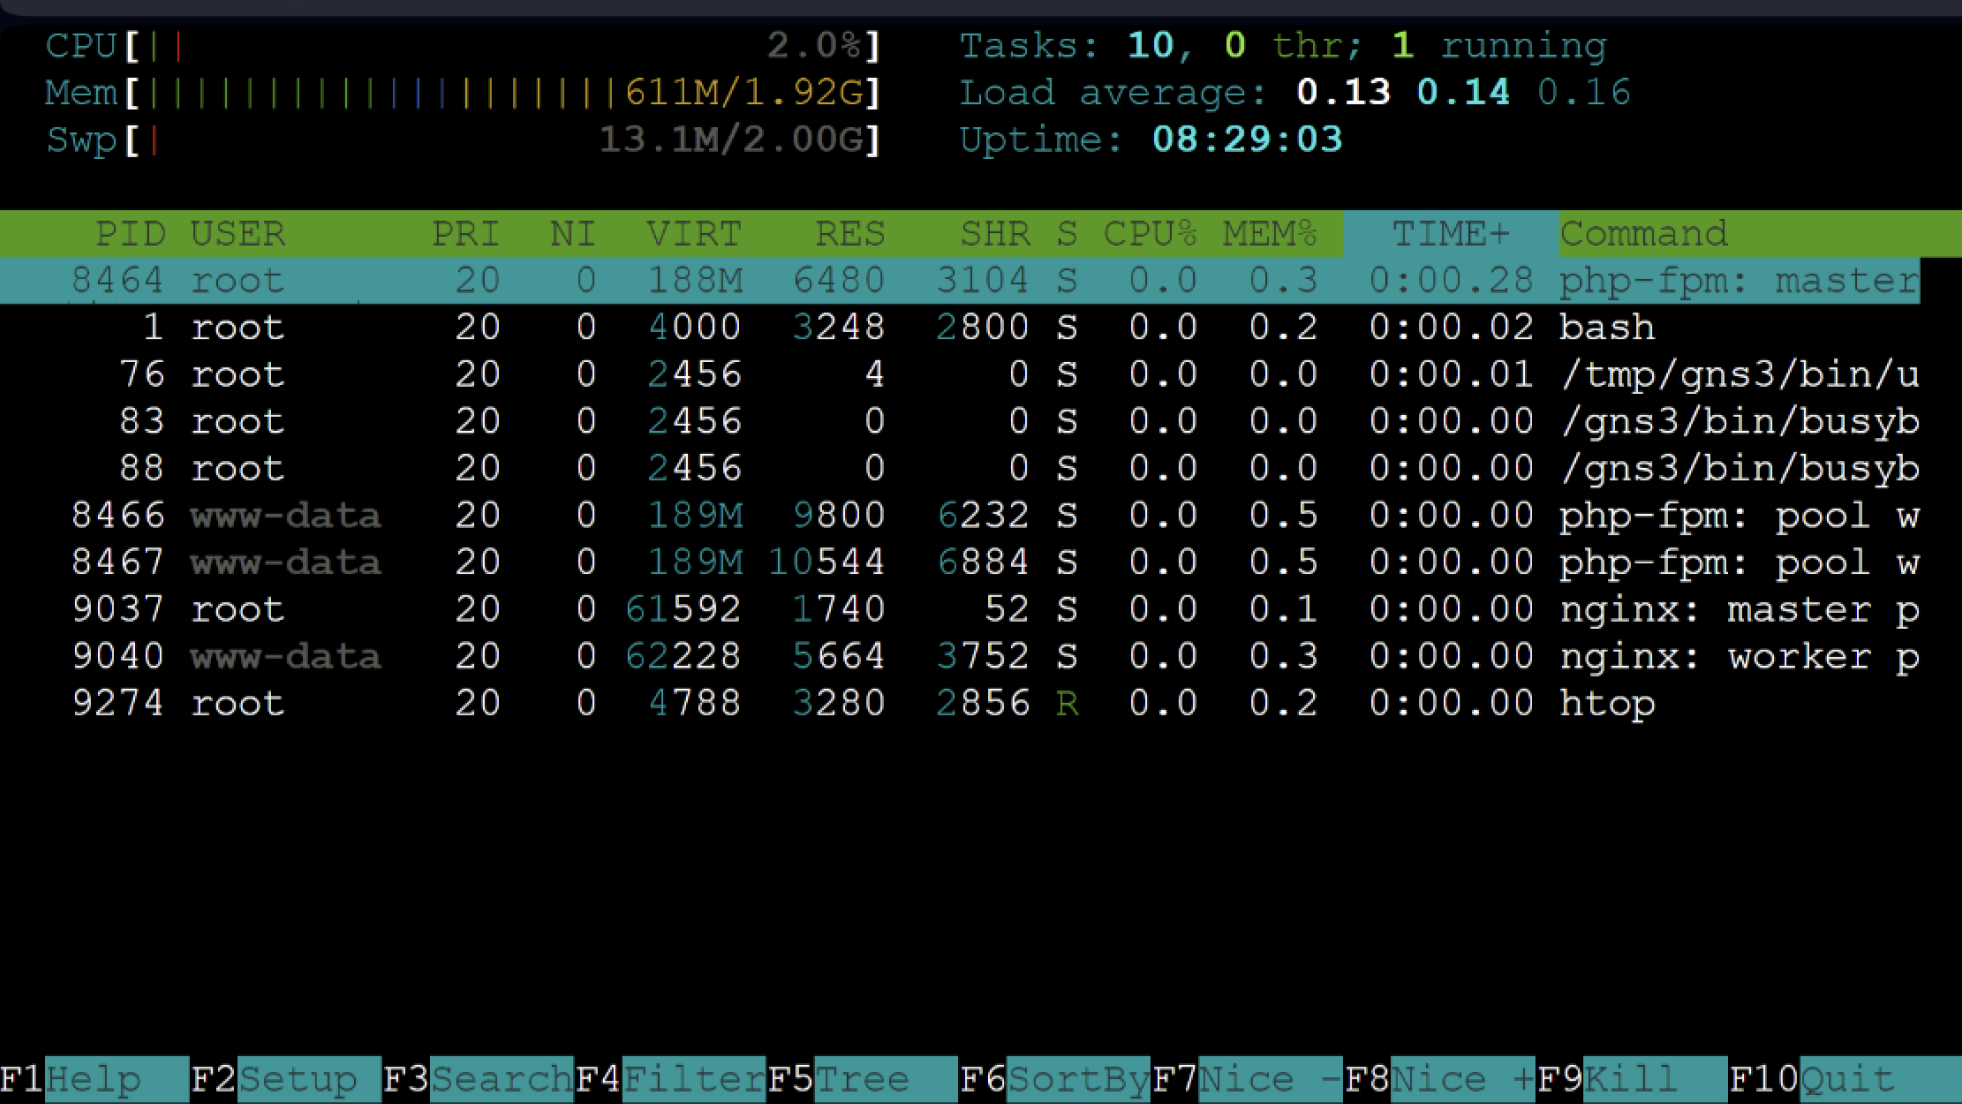 CPU[|| 2.0%] Tasks: 10, 0 thr; 1 running
Mem[||||||||||||||||||||611M/1.92G] Load average: 0.13 0.14 0.16
Swp[| 13.1M/2.00G] Uptime: 08:29:03
PID USER PRI NI VIRT RES SHR S CPU% MEM% TIME+ Command
8464 root 20 0 188M 6480 3104 S 0.0 0.3 0:00.28 php-fpm: master
1 root 20 0 4000 3248 2800 S 0.0 0.2 0:00.02 bash
76 root 20 0 2456 4 0 S 0.0 0.0 0:00.01 /tmp/gns3/bin/u
83 root 20 0 2456 0 0 S 0.0 0.0 0:00.00 /gns3/bin/busyb
88 root 20 0 2456 0 0 S 0.0 0.0 0:00.00 /gns3/bin/busyb
8466 www-data 20 0 189M 9800 6232 S 0.0 0.5 0:00.00 php-fpm: pool w
8467 www-data 20 0 189M 10544 6884 S 0.0 0.5 0:00.00 php-fpm: pool w
9037 root 20 0 61592 1740 52 S 0.0 0.1 0:00.00 nginx: master p
9040 www-data 20 0 62228 5664 3752 S 0.0 0.3 0:00.00 nginx: worker p
9274 root 20 0 4788 3280 2856 R 0.0 0.2 0:00.00 htop
F1Help F2Setup F3SearchF4FilterF5Tree F6SortByF7Nice -F8Nice +F9Kill F10Quit